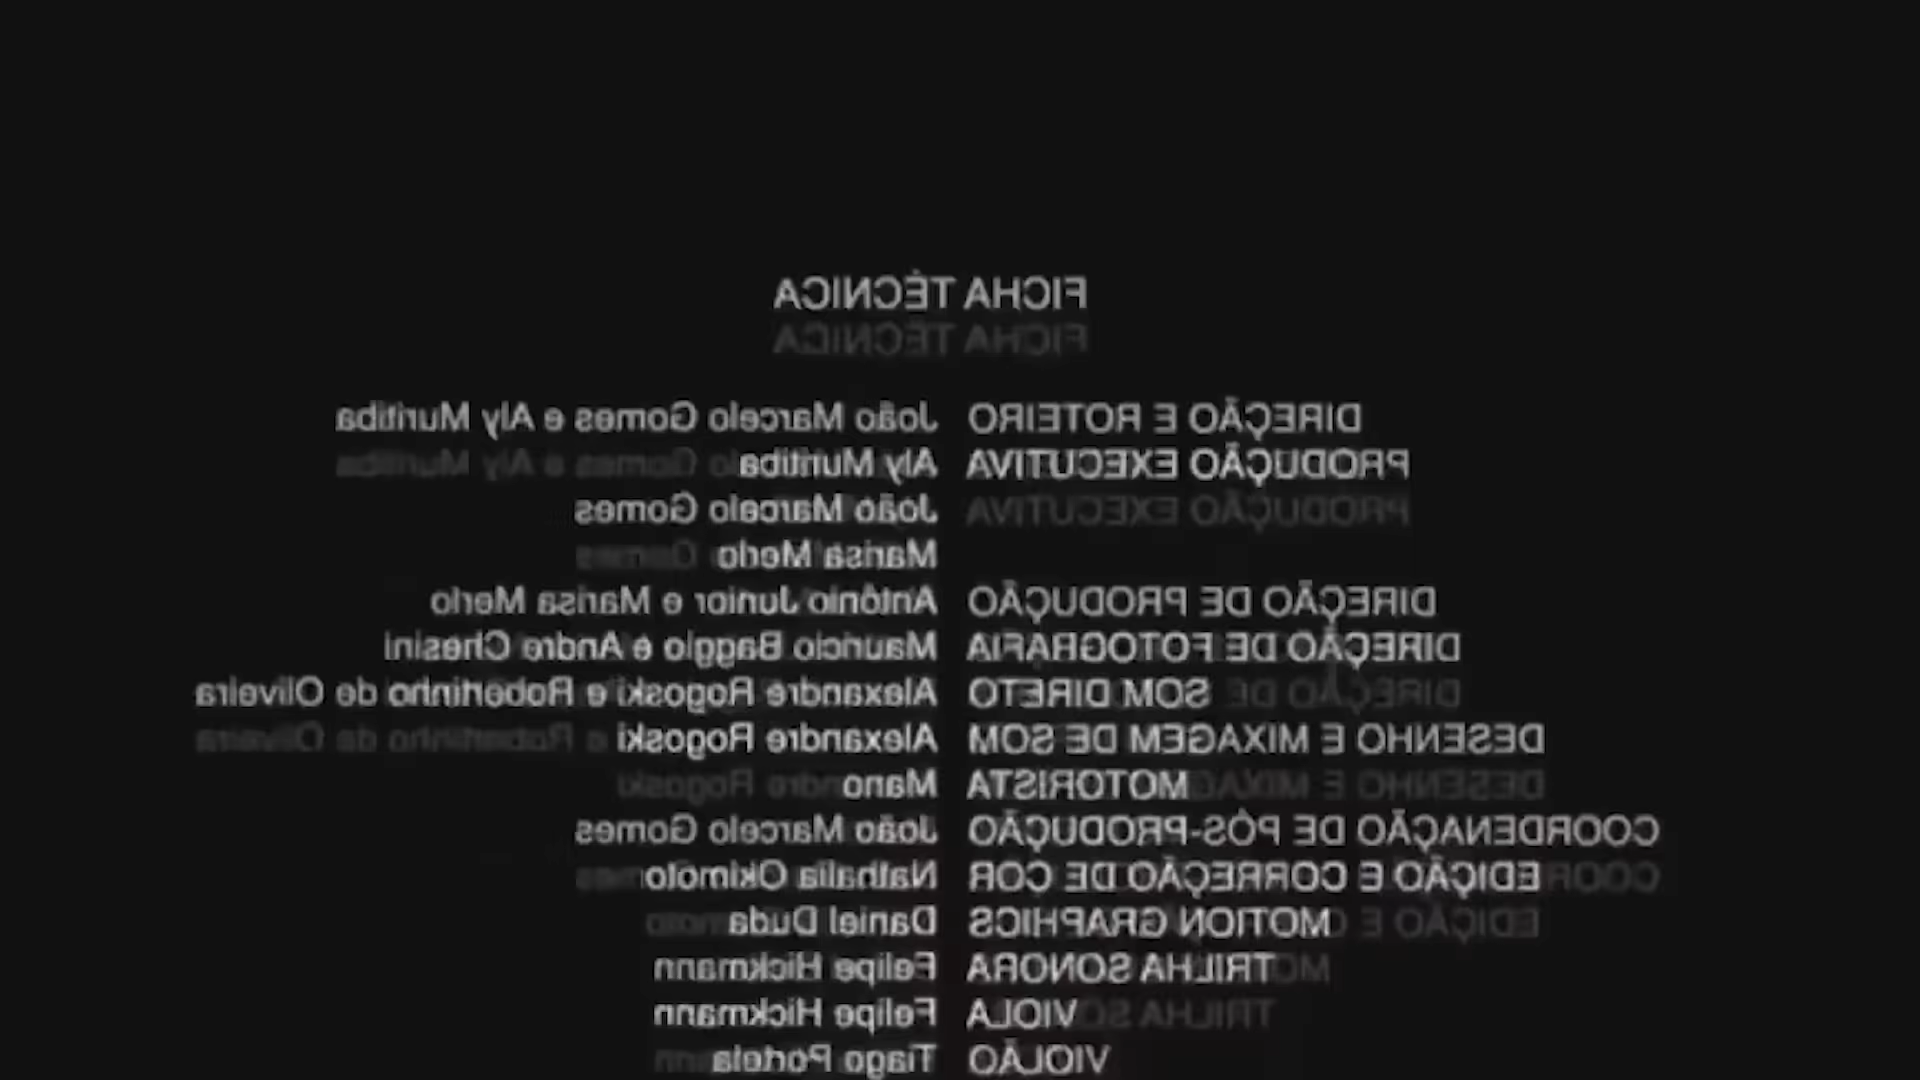 FICHA TÉCNICA
DIREÇÃO E ROTEIRO João Marcelo Gomes e Aly Muritiba
PRODUÇÃO EXECUTIVA Aly Muritiba
João Marcelo Gomes
Marisa Merlo
DIREÇÃO DE PRODUÇÃO Antônio Junior e Marisa Merlo
DIREÇÃO DE FOTOGRAFIA Mauricio Baggio e Andre Chesini
SOM DIRETO Alexandre Rogoski e Robertinho de Oliveira
DESENHO E MIXAGEM DE SOM Alexandre Rogoski
MOTORISTA Mano
COORDENAÇÃO DE PÓS-PRODUÇÃO João Marcelo Gomes
EDIÇÃO E CORREÇÃO DE COR Nathalia Okimoto
MOTION GRAPHICS Daniel Duda
TRILHA SONORA Felipe Hickmann
VIOLA Felipe Hickmann
VIOLÃO Tiago Portela